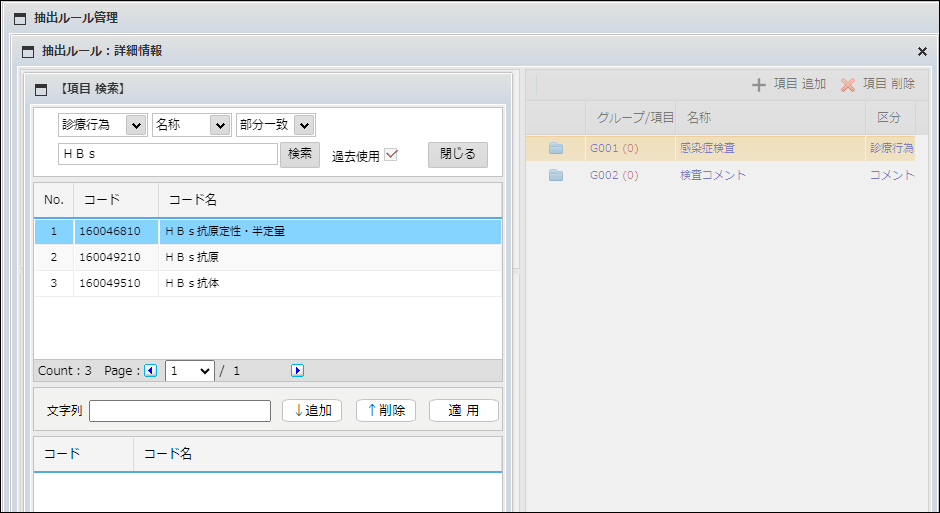 抽出ルール管理
抽出ルール：詳細情報
【項目 検索】
診療行為 名称 部分一致
ＨＢｓ 検索 過去使用 閉じる
No. コード コード名
1 160046810 ＨＢｓ抗原定性・半定量
2 160049210 ＨＢｓ抗原
3 160049510 ＨＢｓ抗体
Count : 3 Page : 1 / 1
文字列 ↓追加 ↑削除 適 用
コード コード名
項目 追加 項目 削除
グループ/項目 名称 区分
G001 (0) 感染症検査 診療行為
G002 (0) 検査コメント コメント